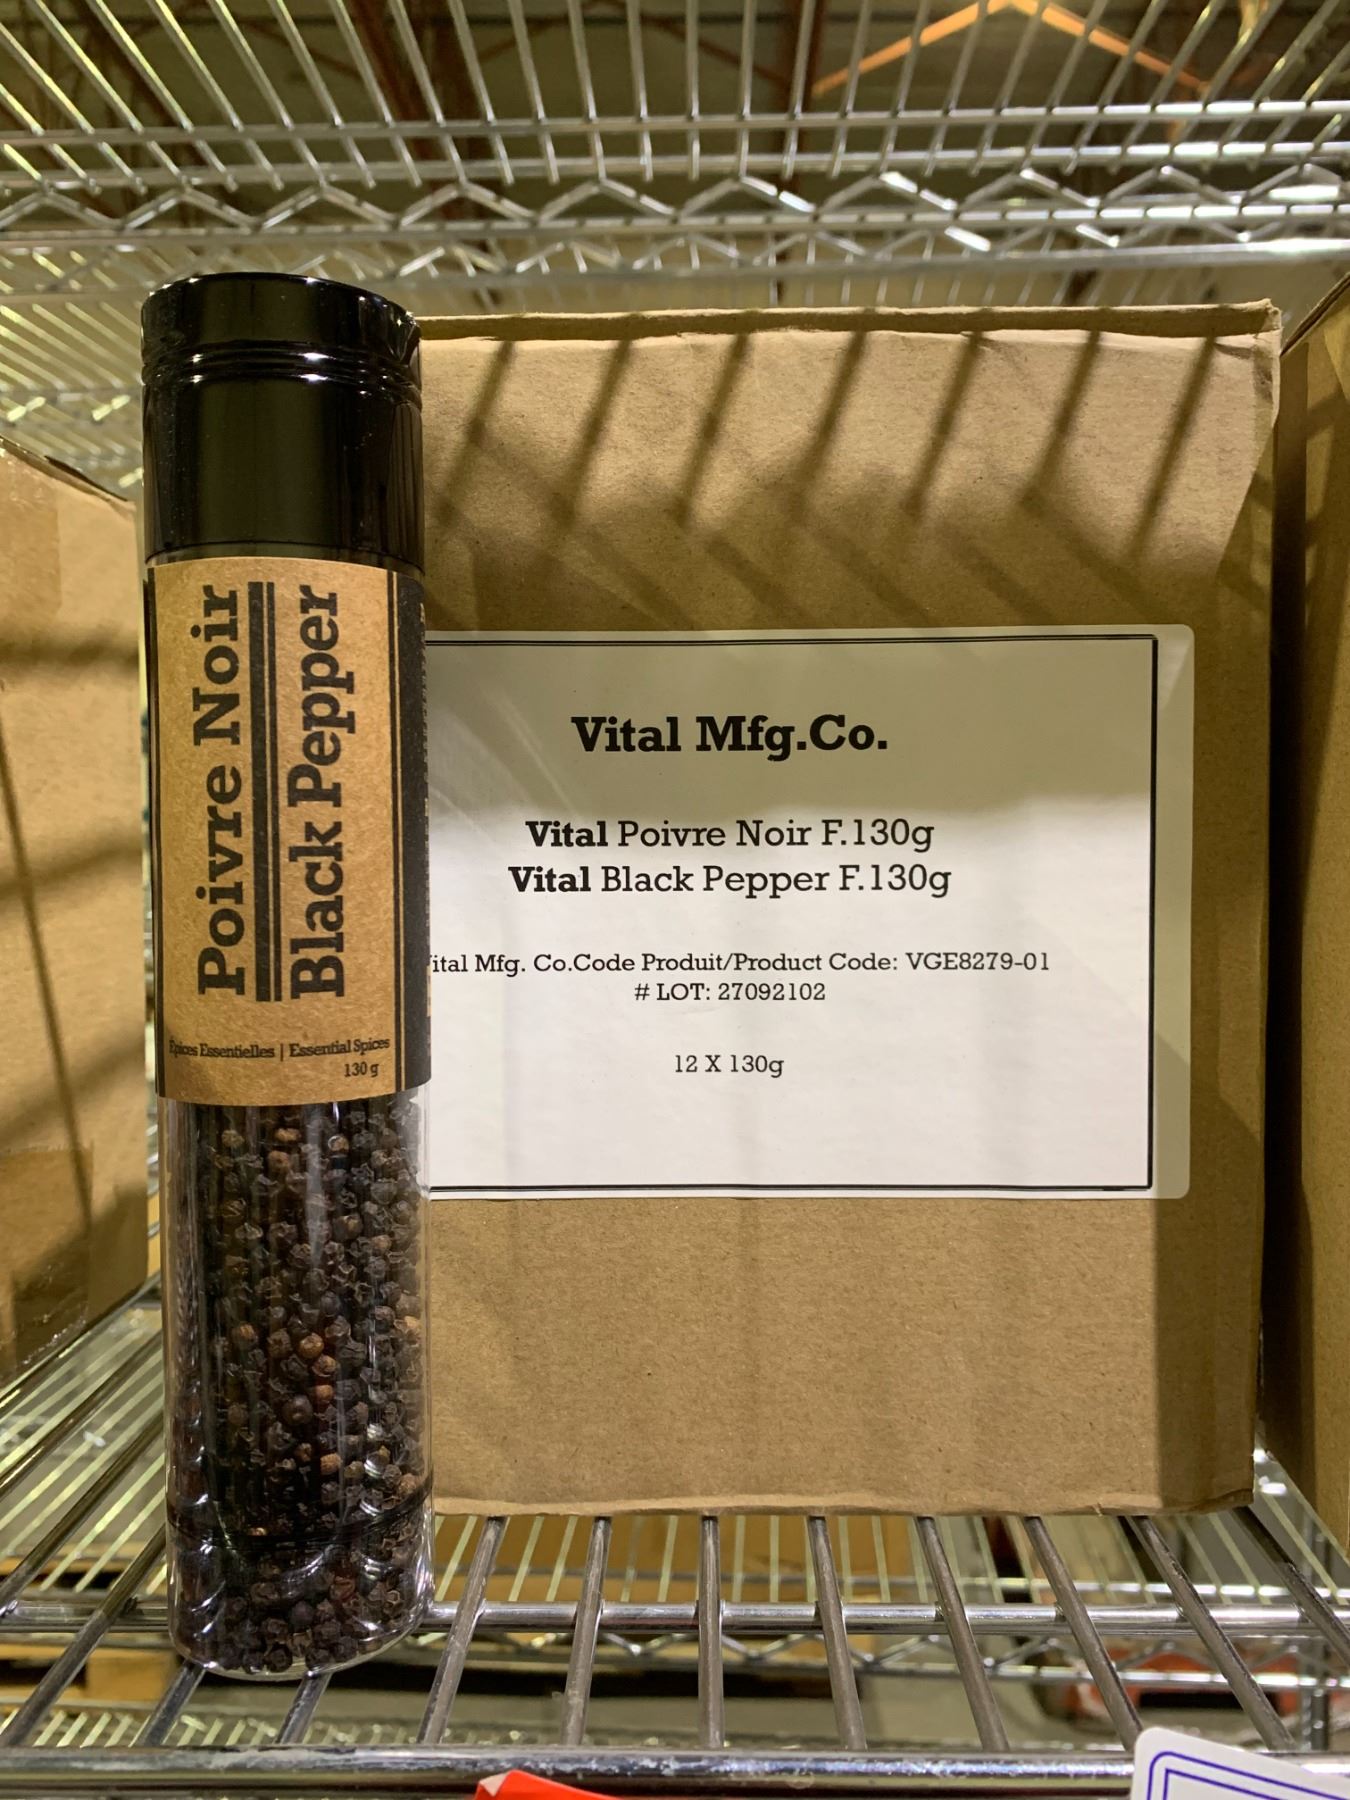 Poivre Noir
Black Pepper
Épices Essentielles | Essential Spices
130 g
Vital Mfg.Co.
Vital Poivre Noir F.130g
Vital Black Pepper F.130g
ital Mfg. Co.Code Produit/Product Code: VGE8279-01
# LOT: 27092102
12 X 130g